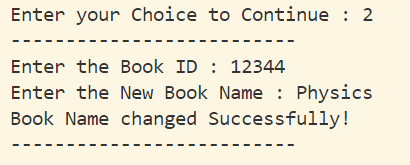 Enter your Choice to Continue : 2
--------------------------
Enter the Book ID : 12344
Enter the New Book Name : Physics
Book Name changed Successfully!
--------------------------